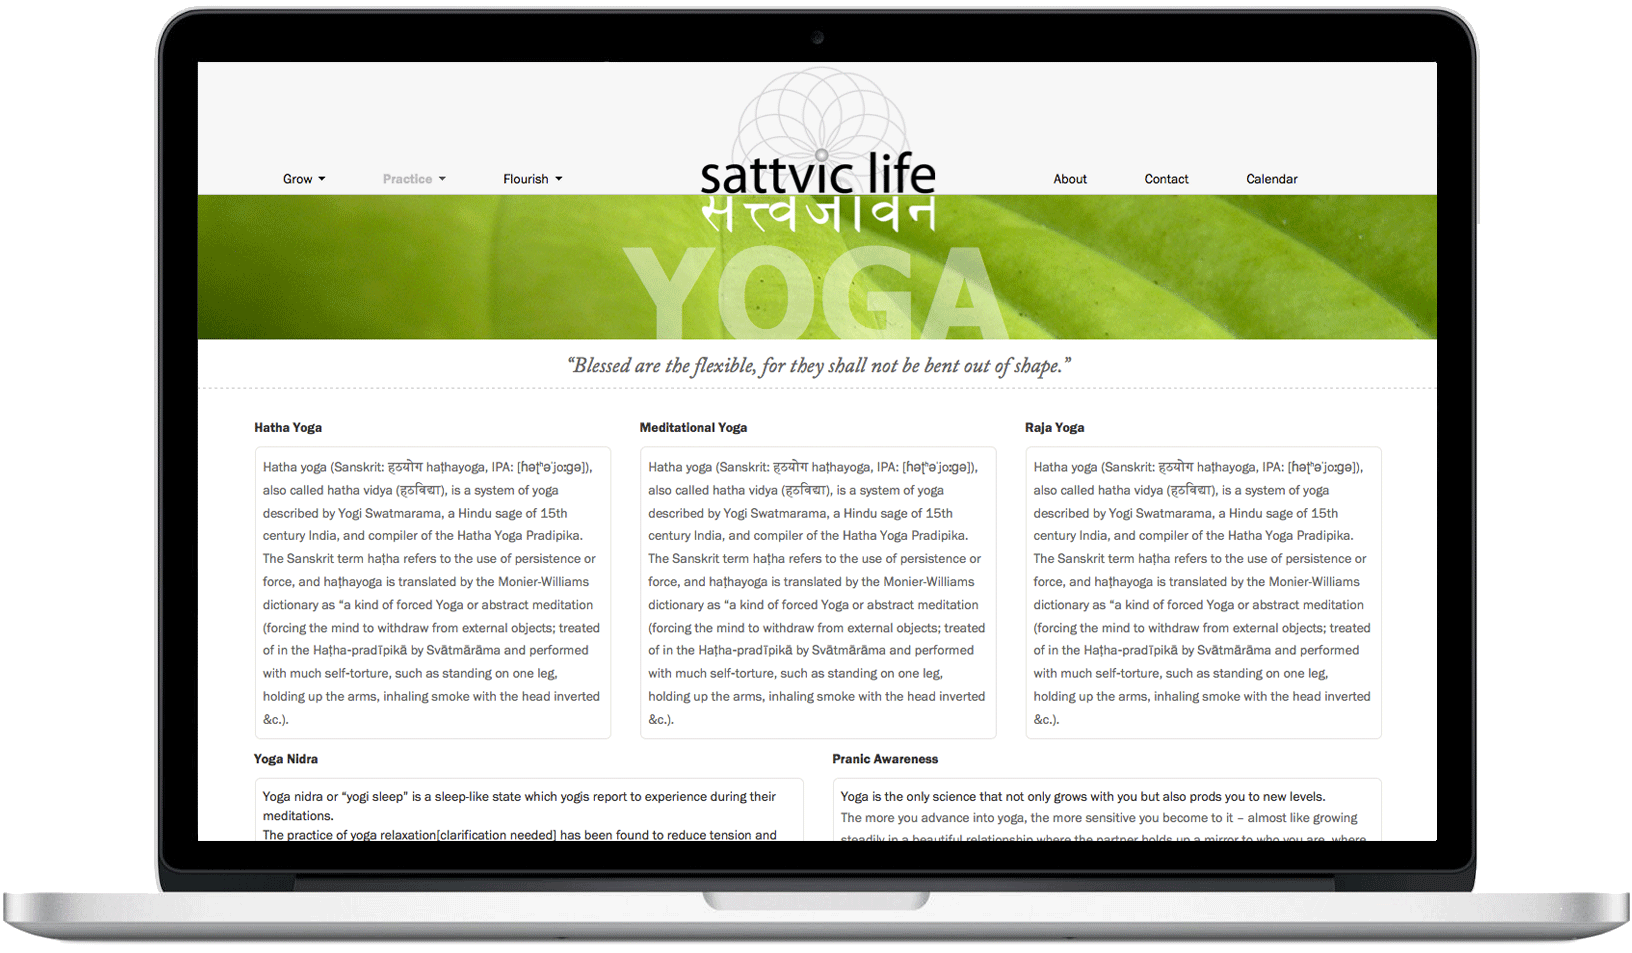 Grow
Practice
Flourish
sattvic life
सत्त्वजावन
About
Contact
Calendar
YOGA
“Blessed are the flexible, for they shall not be bent out of shape.”
Hatha Yoga
Hatha yoga (Sanskrit: हठयोग haṭhayoga, IPA: [ɦəʈʰəˈjoːɡə]),
also called hatha vidya (हठविद्या), is a system of yoga
described by Yogi Swatmarama, a Hindu sage of 15th
century India, and compiler of the Hatha Yoga Pradipika.
The Sanskrit term haṭha refers to the use of persistence or
force, and haṭhayoga is translated by the Monier-Williams
dictionary as “a kind of forced Yoga or abstract meditation
(forcing the mind to withdraw from external objects; treated
of in the Haṭha-pradīpikā by Svātmārāma and performed
with much self-torture, such as standing on one leg,
holding up the arms, inhaling smoke with the head inverted
&c.).
Meditational Yoga
Hatha yoga (Sanskrit: हठयोग haṭhayoga, IPA: [ɦəʈʰəˈjoːɡə]),
also called hatha vidya (हठविद्या), is a system of yoga
described by Yogi Swatmarama, a Hindu sage of 15th
century India, and compiler of the Hatha Yoga Pradipika.
The Sanskrit term haṭha refers to the use of persistence or
force, and haṭhayoga is translated by the Monier-Williams
dictionary as “a kind of forced Yoga or abstract meditation
(forcing the mind to withdraw from external objects; treated
of in the Haṭha-pradīpikā by Svātmārāma and performed
with much self-torture, such as standing on one leg,
holding up the arms, inhaling smoke with the head inverted
&c.).
Raja Yoga
Hatha yoga (Sanskrit: हठयोग haṭhayoga, IPA: [ɦəʈʰəˈjoːɡə]),
also called hatha vidya (हठविद्या), is a system of yoga
described by Yogi Swatmarama, a Hindu sage of 15th
century India, and compiler of the Hatha Yoga Pradipika.
The Sanskrit term haṭha refers to the use of persistence or
force, and haṭhayoga is translated by the Monier-Williams
dictionary as “a kind of forced Yoga or abstract meditation
(forcing the mind to withdraw from external objects; treated
of in the Haṭha-pradīpikā by Svātmārāma and performed
with much self-torture, such as standing on one leg,
holding up the arms, inhaling smoke with the head inverted
&c.).
Yoga Nidra
Yoga nidra or “yogi sleep” is a sleep-like state which yogis report to experience during their
meditations.
The practice of yoga relaxation[clarification needed] has been found to reduce tension and
Pranic Awareness
Yoga is the only science that not only grows with you but also prods you to new levels.
The more you advance into yoga, the more sensitive you become to it – almost like growing
steadily in a beautiful relationship where the partner holds up a mirror to who you are, where